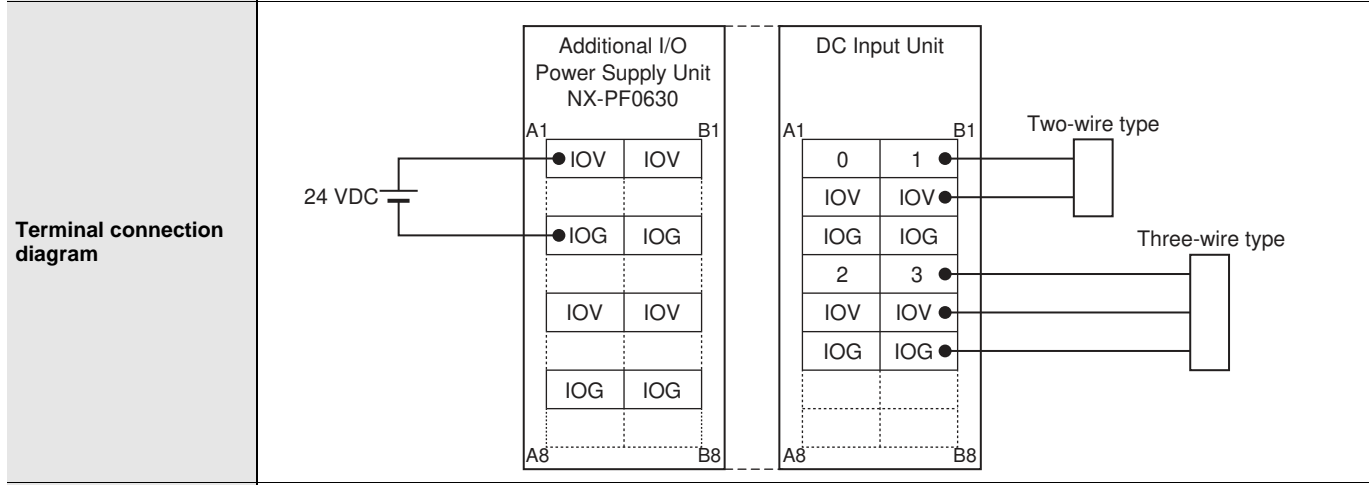 Terminal connection
diagram
Additional I/O
Power Supply Unit
NX-PF0630
A1 B1
IOV IOV
IOG IOG
IOV IOV
IOG IOG
A8 B8
24 VDC
DC Input Unit
A1 B1
0 1
IOV IOV
IOG IOG
2 3
IOV IOV
IOG IOG
A8 B8
Two-wire type
Three-wire type